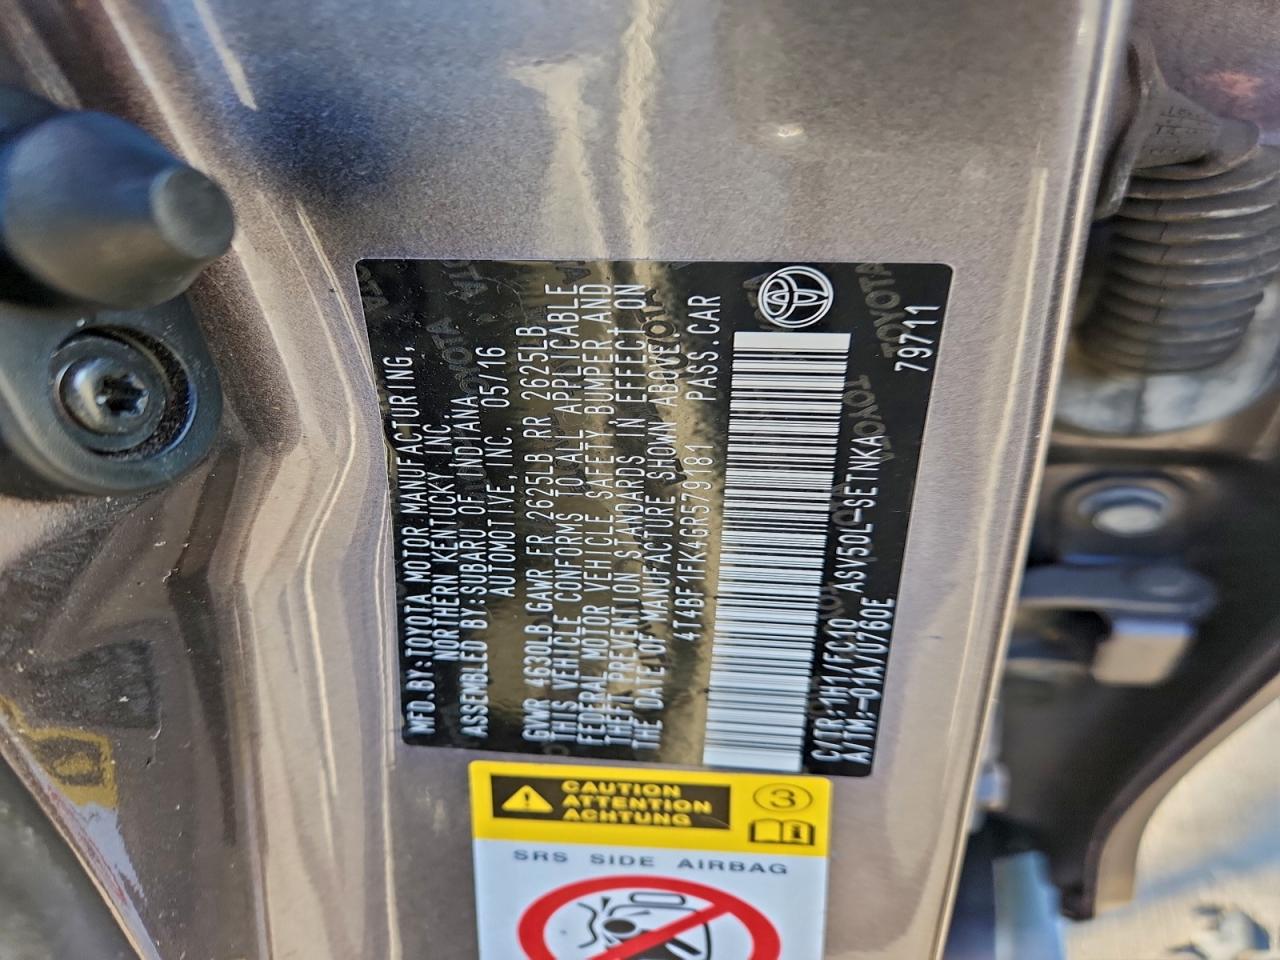 MFD.BY:TOYOTA MOTOR MANUFACTURING,
NORTHERN KENTUCKY, INC.
ASSEMBLED BY:SUBARU OF INDIANA
AUTOMOTIVE, INC. 05/16
GVWR 4630LB GAWR FR 2625LB RR 2625LB
THIS VEHICLE CONFORMS TO ALL APPLICABLE
FEDERAL MOTOR VEHICLE SAFETY, BUMPER AND
THEFT PREVENTION STANDARDS IN EFFECT ON
THE DATE OF MANUFACTURE SHOWN ABOVE.
4T4BF1FK4GR579181 PASS.CAR
C/TR:1H1/FC10 ASV50L-SETNKA
A/TM:-01A/U760E 79711
CAUTION
ATTENTION
ACHTUNG
3
SRS SIDE AIRBAG